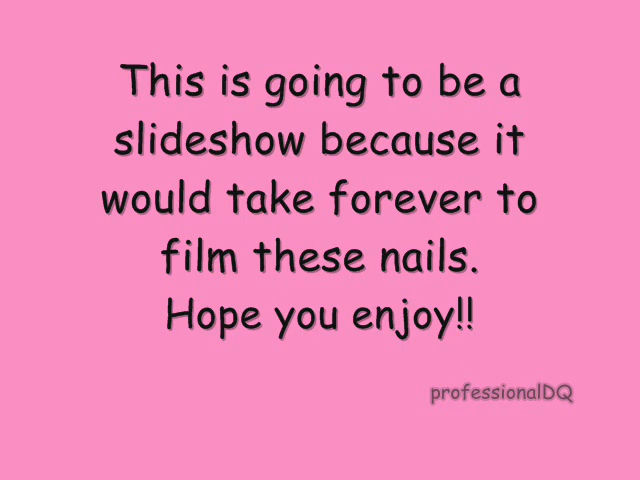 This is going to be a
slideshow because it
would take forever to
film these nails.
Hope you enjoy!!
professionalDQ